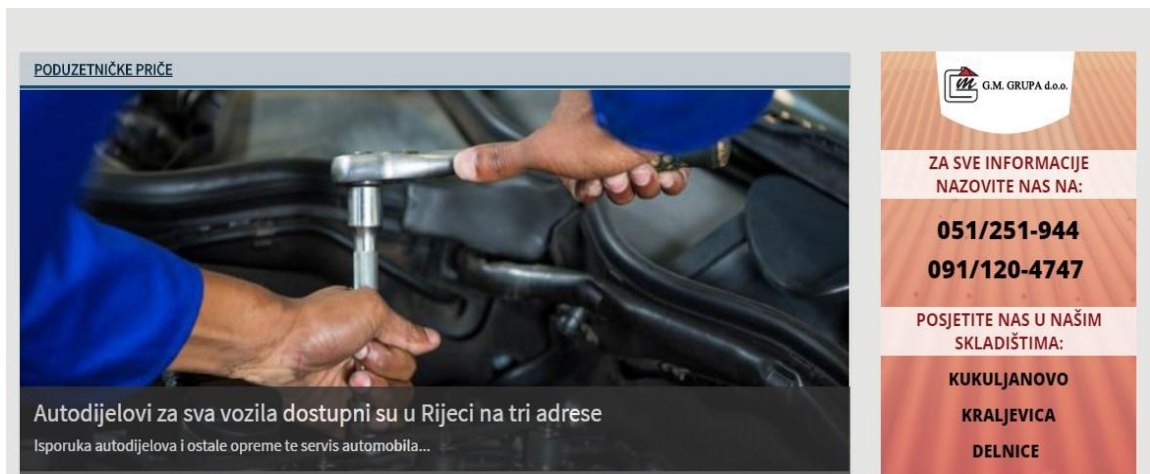 PODUZETNIČKE PRIČE
Autodijelovi za sva vozila dostupni su u Rijeci na tri adrese
Isporuka autodijelova i ostale opreme te servis automobila...
G.M. GRUPA d.o.o.
ZA SVE INFORMACIJE
NAZOVITE NAS NA:
051/251-944
091/120-4747
POSJETITE NAS U NAŠIM
SKLADIŠTIMA:
KUKULJANOVO
KRALJEVICA
DELNICE